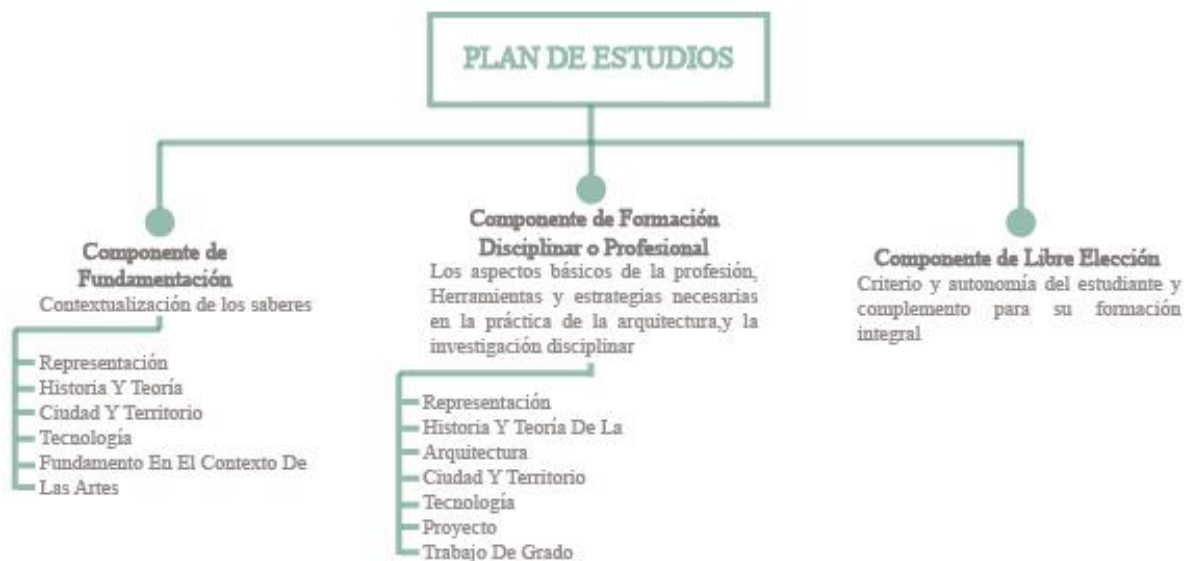 PLAN DE ESTUDIOS
Componente de
Fundamentación
Contextualización de los saberes
Representación
Historia Y Teoría
Ciudad Y Territorio
Tecnología
Fundamento En El Contexto De
Las Artes
Componente de Formación
Disciplinar o Profesional
Los aspectos básicos de la profesión,
Herramientas y estrategias necesarias
en la práctica de la arquitectura,y la
investigación disciplinar
Representación
Historia Y Teoría De La
Arquitectura
Ciudad Y Territorio
Tecnología
Proyecto
Trabajo De Grado
Componente de Libre Elección
Criterio y autonomía del estudiante y
complemento para su formación
integral